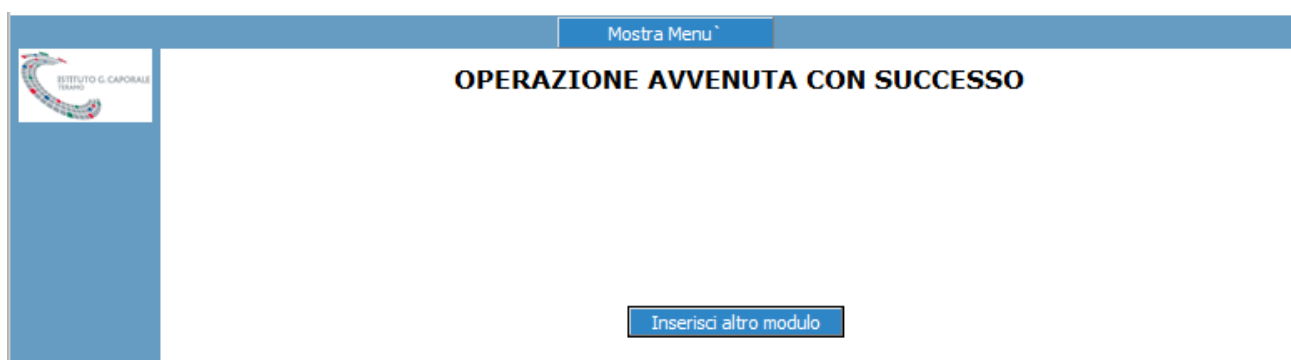 Mostra Menu`
ISTITUTO G. CAPORALE
TERAMO
OPERAZIONE AVVENUTA CON SUCCESSO
Inserisci altro modulo